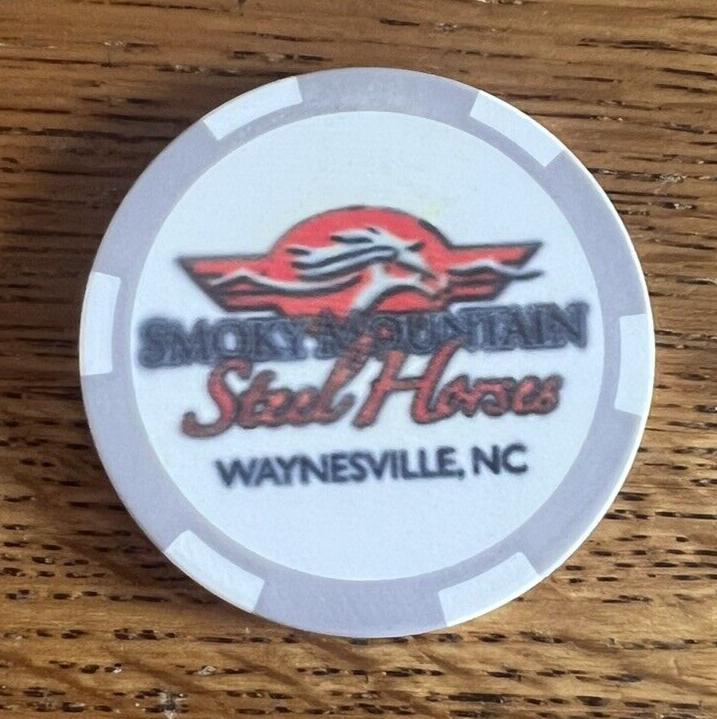 SMOKY MOUNTAIN
Steel Horses
WAYNESVILLE, NC